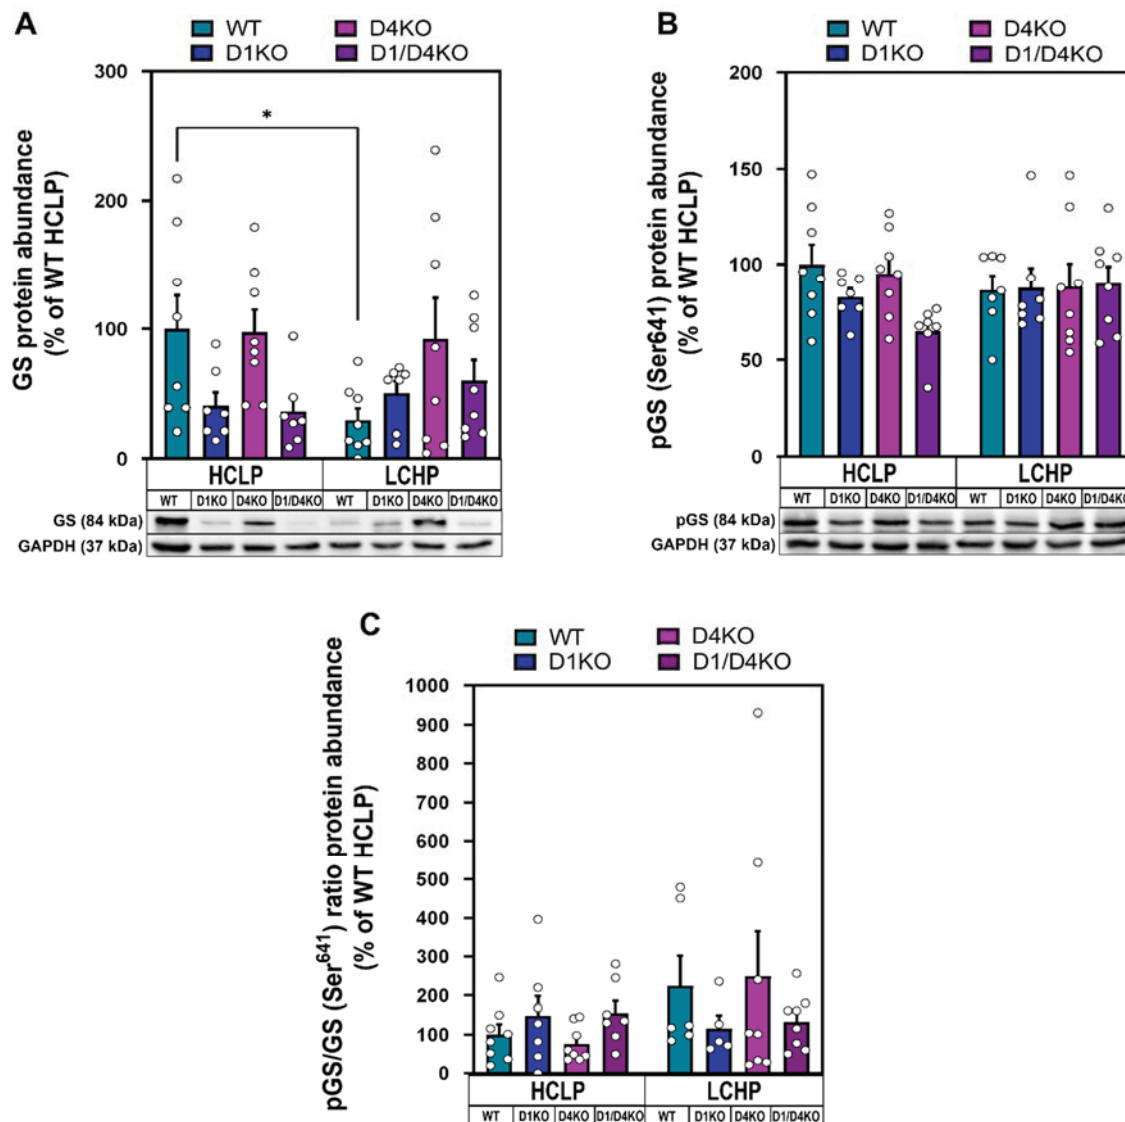 A
WT
D4KO
D1KO
D1/D4KO
GS protein abundance
(% of WT HCLP)
300
200
100
0
*
HCLP
LCHP
WT
D1KO
D4KO
D1/D4KO
WT
D1KO
D4KO
D1/D4KO
GS (84 kDa)
GAPDH (37 kDa)
B
WT
D4KO
D1KO
D1/D4KO
pGS (Ser641) protein abundance
(% of WT HCLP)
200
150
100
50
0
HCLP
LCHP
WT
D1KO
D4KO
D1/D4KO
WT
D1KO
D4KO
D1/D4KO
pGS (84 kDa)
GAPDH (37 kDa)
C
WT
D4KO
D1KO
D1/D4KO
pGS/GS (Ser⁶⁴¹) ratio protein abundance
(% of WT HCLP)
1000
900
800
700
600
500
400
300
200
100
0
HCLP
LCHP
WT
D1KO
D4KO
D1/D4KO
WT
D1KO
D4KO
D1/D4KO